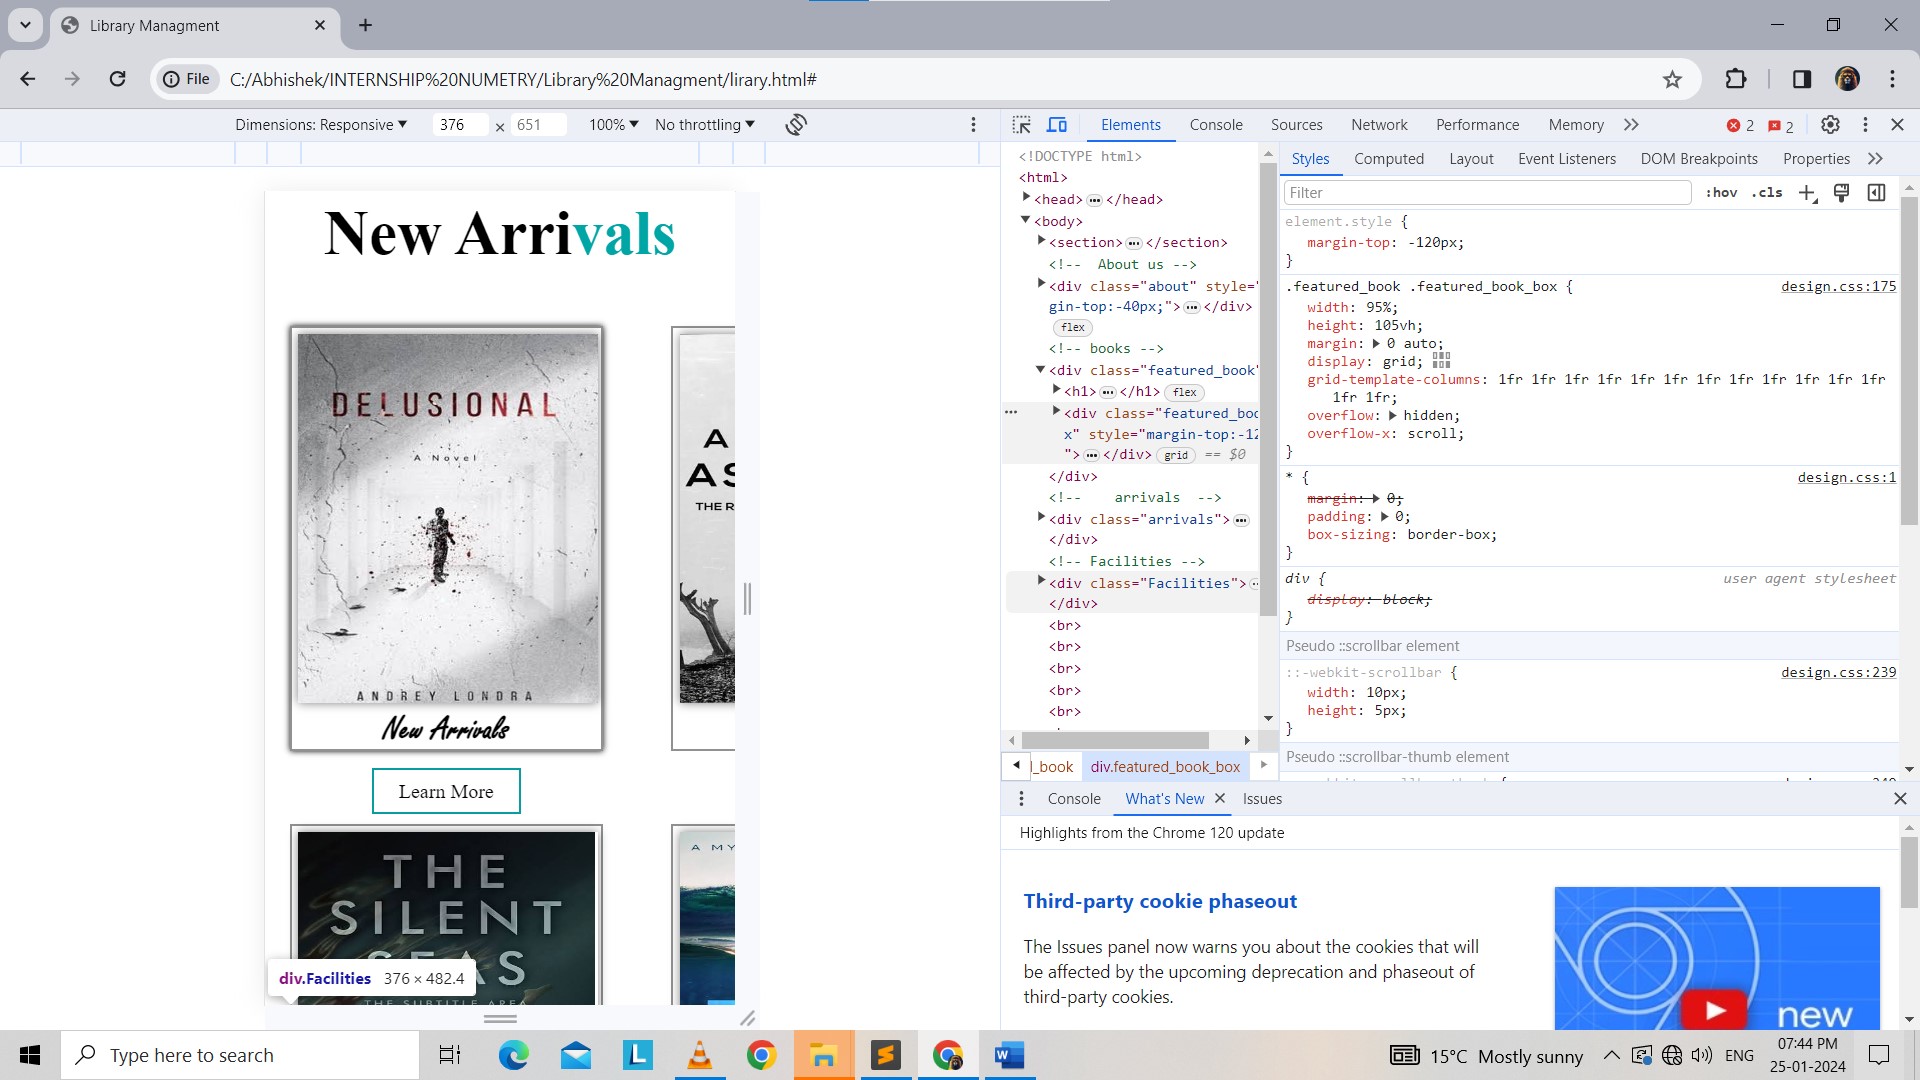 Library Managment
File
C:/Abhishek/INTERNSHIP%20NUMETRY/Library%20Managment/lirary.html#
Dimensions: Responsive
376
×
651
100%
No throttling
New Arrivals
DELUSIONAL
A Novel
ANDREY LONDRA
New Arrivals
Learn More
A
AS
THE R
THE
SILENT
SEAS
THE SUBTITLE AREA
A MY
div.Facilities 376 × 482.4
Elements
Console
Sources
Network
Performance
Memory
2
2
<!DOCTYPE html>
<html>
<head> ••• </head>
<body>
<section> ••• </section>
<!-- About us -->
<div class="about" style="
gin-top:-40px;"> ••• </div>
flex
<!-- books -->
<div class="featured_book"
<h1> ••• </h1> flex
<div class="featured_boo
x" style="margin-top:-12
"> ••• </div> grid == $0
</div>
<!-- arrivals -->
<div class="arrivals"> •••
</div>
<!-- Facilities -->
<div class="Facilities">
</div>
<br>
<br>
<br>
<br>
<br>
l_book
div.featured_book_box
Styles
Computed
Layout
Event Listeners
DOM Breakpoints
Properties
Filter
:hov
.cls
element.style {
margin-top: -120px;
}
.featured_book .featured_book_box {
design.css:175
width: 95%;
height: 105vh;
margin: 0 auto;
display: grid;
grid-template-columns: 1fr 1fr 1fr 1fr 1fr 1fr 1fr 1fr 1fr 1fr 1fr 1fr
1fr 1fr;
overflow: hidden;
overflow-x: scroll;
}
* {
design.css:1
margin: 0;
padding: 0;
box-sizing: border-box;
}
div {
user agent stylesheet
display: block;
}
Pseudo ::scrollbar element
::-webkit-scrollbar {
design.css:239
width: 10px;
height: 5px;
}
Pseudo ::scrollbar-thumb element
Console
What's New
Issues
Highlights from the Chrome 120 update
Third-party cookie phaseout
The Issues panel now warns you about the cookies that will
be affected by the upcoming deprecation and phaseout of
third-party cookies.
new
Type here to search
15°C Mostly sunny
ENG
07:44 PM
25-01-2024